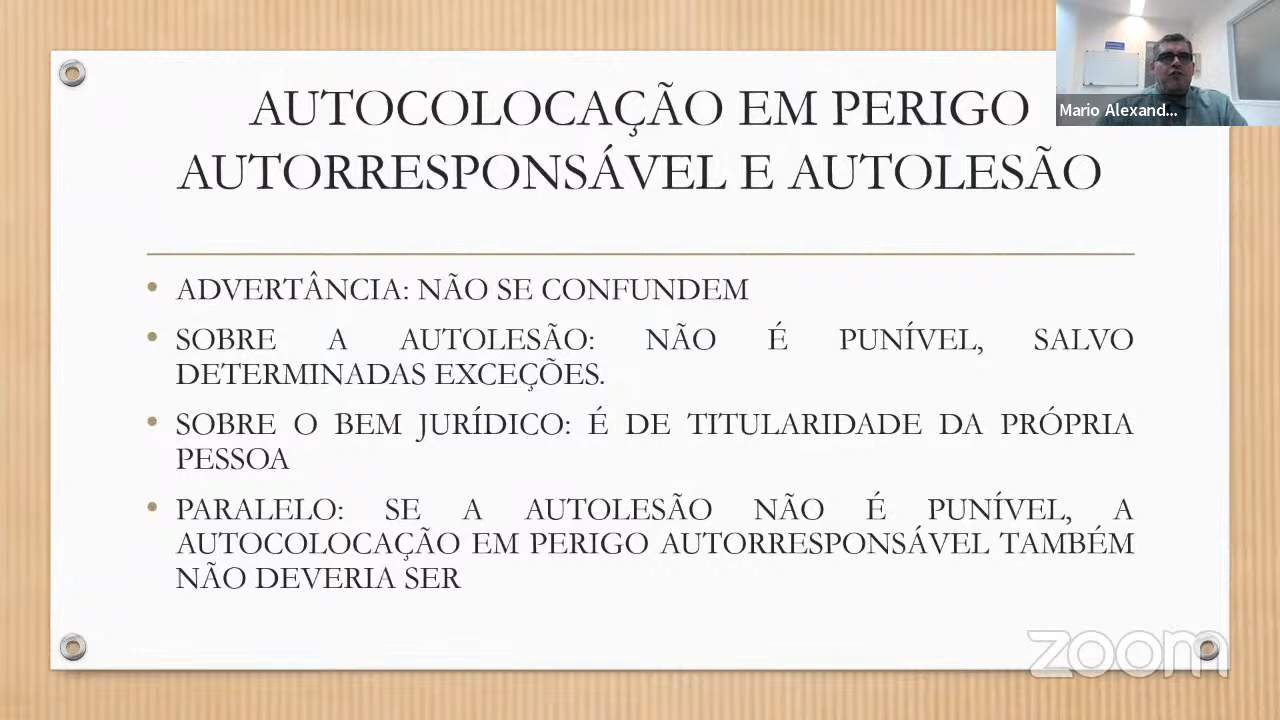 AUTOCOLOCAÇÃO EM PERIGO
AUTORRESPONSÁVEL E AUTOLESÃO
Mario Alexand...
• ADVERTÂNCIA: NÃO SE CONFUNDEM
• SOBRE A AUTOLESÃO: NÃO É PUNÍVEL, SALVO
DETERMINADAS EXCEÇÕES.
• SOBRE O BEM JURÍDICO: É DE TITULARIDADE DA PRÓPRIA
PESSOA
• PARALELO: SE A AUTOLESÃO NÃO É PUNÍVEL, A
AUTOCOLOCAÇÃO EM PERIGO AUTORRESPONSÁVEL TAMBÉM
NÃO DEVERIA SER
zoom